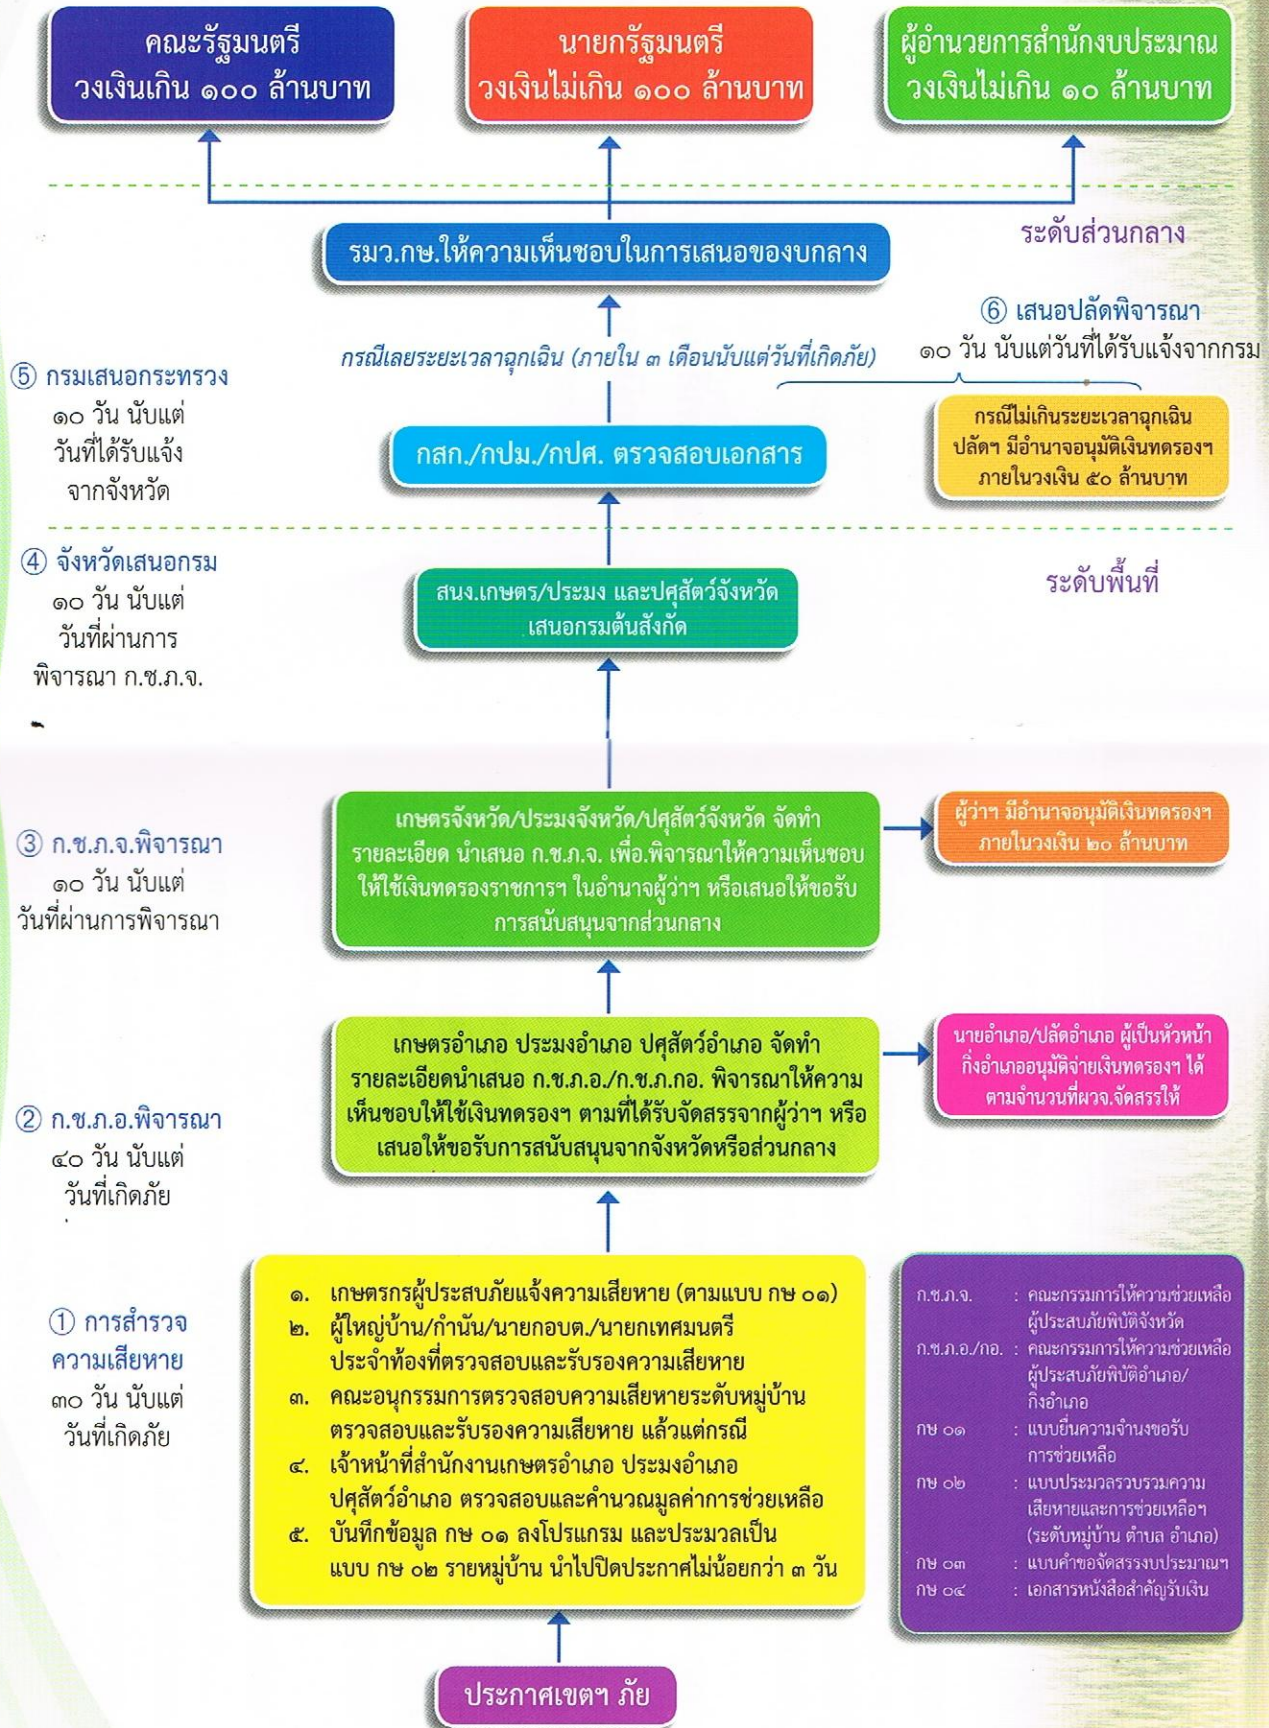 คณะรัฐมนตรี
วงเงินเกิน ๑๐๐ ล้านบาท
นายกรัฐมนตรี
วงเงินไม่เกิน ๑๐๐ ล้านบาท
ผู้อำนวยการสำนักงบประมาณ
วงเงินไม่เกิน ๑๐ ล้านบาท
ระดับส่วนกลาง
รมว.กษ.ให้ความเห็นชอบในการเสนอของบกลาง
⑥ เสนอปลัดพิจารณา
๑๐ วัน นับแต่วันที่ได้รับแจ้งจากกรม
กรณีเลยระยะเวลาฉุกเฉิน (ภายใน ๓ เดือนนับแต่วันที่เกิดภัย)
⑤ กรมเสนอกระทรวง
๑๐ วัน นับแต่
วันที่ได้รับแจ้ง
จากจังหวัด
กสก./กปม./กปศ. ตรวจสอบเอกสาร
กรณีไม่เกินระยะเวลาฉุกเฉิน
ปลัดฯ มีอำนาจอนุมัติเงินทดรองฯ
ภายในวงเงิน ๕๐ ล้านบาท
④ จังหวัดเสนอกรม
๑๐ วัน นับแต่
วันที่ผ่านการ
พิจารณา ก.ช.ภ.จ.
สนง.เกษตร/ประมง และปศุสัตว์จังหวัด
เสนอกรมต้นสังกัด
ระดับพื้นที่
③ ก.ช.ภ.จ.พิจารณา
๑๐ วัน นับแต่
วันที่ผ่านการพิจารณา
เกษตรจังหวัด/ประมงจังหวัด/ปศุสัตว์จังหวัด จัดทำ
รายละเอียด นำเสนอ ก.ช.ภ.จ. เพื่อ.พิจารณาให้ความเห็นชอบ
ให้ใช้เงินทดรองราชการฯ ในอำนาจผู้ว่าฯ หรือเสนอให้ขอรับ
การสนับสนุนจากส่วนกลาง
ผู้ว่าฯ มีอำนาจอนุมัติเงินทดรองฯ
ภายในวงเงิน ๒๐ ล้านบาท
② ก.ช.ภ.อ.พิจารณา
๔๐ วัน นับแต่
วันที่เกิดภัย
เกษตรอำเภอ ประมงอำเภอ ปศุสัตว์อำเภอ จัดทำ
รายละเอียดนำเสนอ ก.ช.ภ.อ./ก.ช.ภ.กอ. พิจารณาให้ความ
เห็นชอบให้ใช้เงินทดรองฯ ตามที่ได้รับจัดสรรจากผู้ว่าฯ หรือ
เสนอให้ขอรับการสนับสนุนจากจังหวัดหรือส่วนกลาง
นายอำเภอ/ปลัดอำเภอ ผู้เป็นหัวหน้า
กิ่งอำเภออนุมัติจ่ายเงินทดรองฯ ได้
ตามจำนวนที่ผวจ.จัดสรรให้
① การสำรวจ
ความเสียหาย
๓๐ วัน นับแต่
วันที่เกิดภัย
๑. เกษตรกรผู้ประสบภัยแจ้งความเสียหาย (ตามแบบ กษ ๐๑)
๒. ผู้ใหญ่บ้าน/กำนัน/นายกอบต./นายกเทศมนตรี
ประจำท้องที่ตรวจสอบและรับรองความเสียหาย
๓. คณะอนุกรรมการตรวจสอบความเสียหายระดับหมู่บ้าน
ตรวจสอบและรับรองความเสียหาย แล้วแต่กรณี
๔. เจ้าหน้าที่สำนักงานเกษตรอำเภอ ประมงอำเภอ
ปศุสัตว์อำเภอ ตรวจสอบและคำนวณมูลค่าการช่วยเหลือ
๕. บันทึกข้อมูล กษ ๐๑ ลงโปรแกรม และประมวลเป็น
แบบ กษ ๐๒ รายหมู่บ้าน นำไปปิดประกาศไม่น้อยกว่า ๓ วัน
ก.ช.ภ.จ. : คณะกรรมการให้ความช่วยเหลือ
ผู้ประสบภัยพิบัติจังหวัด
ก.ช.ภ.อ./กอ. : คณะกรรมการให้ความช่วยเหลือ
ผู้ประสบภัยพิบัติอำเภอ/
กิ่งอำเภอ
กษ ๐๑ : แบบยื่นความจำนงขอรับ
การช่วยเหลือ
กษ ๐๒ : แบบประมวลรวบรวมความ
เสียหายและการช่วยเหลือฯ
(ระดับหมู่บ้าน ตำบล อำเภอ)
กษ ๐๓ : แบบคำขอจัดสรรงบประมาณฯ
กษ ๐๔ : เอกสารหนังสือสำคัญรับเงิน
ประกาศเขตฯ ภัย